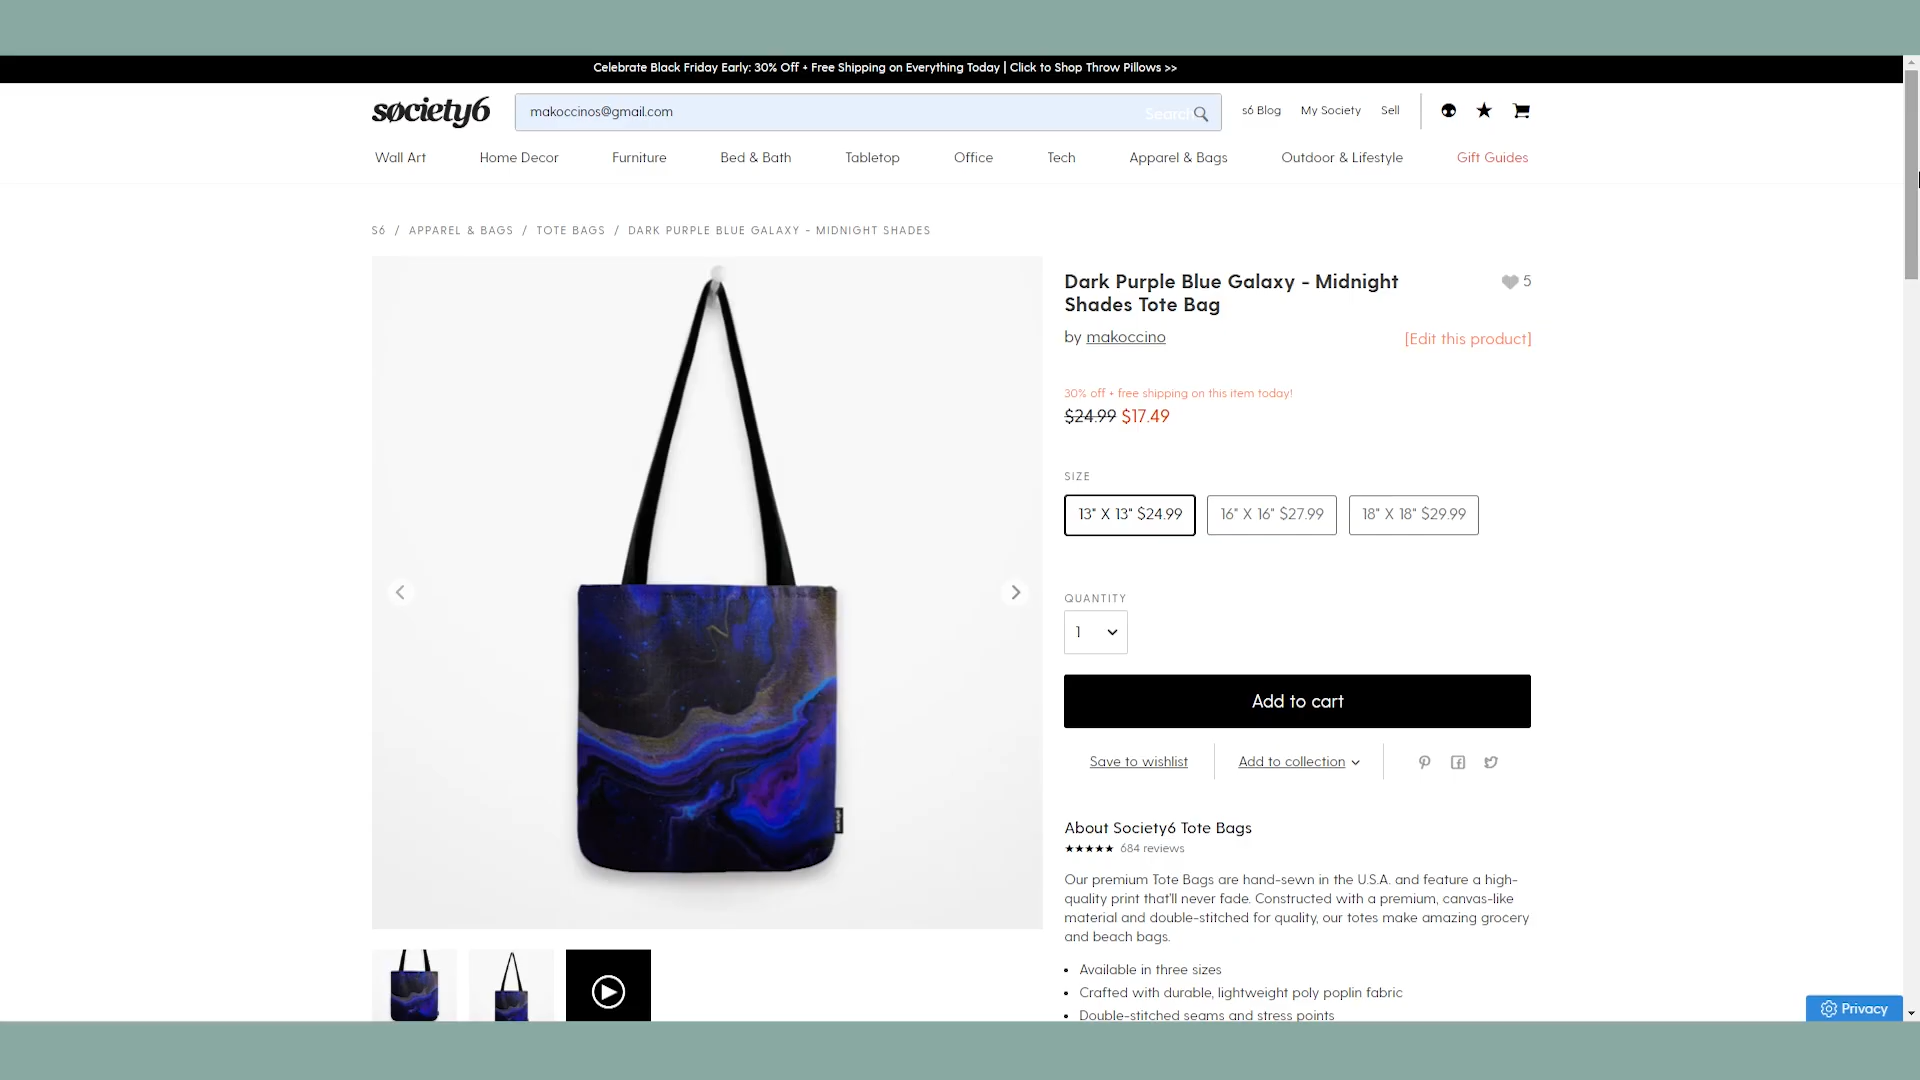 Celebrate Black Friday Early: 30% Off + Free Shipping on Everything Today | Click to Shop Throw Pillows >>
søciety6
makoccinos@gmail.com
Search
s6 Blog
My Society
Sell
Wall Art
Home Decor
Furniture
Bed & Bath
Tabletop
Office
Tech
Apparel & Bags
Outdoor & Lifestyle
Gift Guides
S6 / APPAREL & BAGS / TOTE BAGS / DARK PURPLE BLUE GALAXY - MIDNIGHT SHADES
Dark Purple Blue Galaxy - Midnight
Shades Tote Bag
5
by makoccino
[Edit this product]
30% off + free shipping on this item today!
$24.99 $17.49
SIZE
13" X 13" $24.99
16" X 16" $27.99
18" X 18" $29.99
QUANTITY
1
Add to cart
Save to wishlist
Add to collection
About Society6 Tote Bags
★★★★★ 684 reviews
Our premium Tote Bags are hand-sewn in the U.S.A. and feature a high-
quality print that'll never fade. Constructed with a premium, canvas-like
material and double-stitched for quality, our totes make amazing grocery
and beach bags.
• Available in three sizes
• Crafted with durable, lightweight poly poplin fabric
• Double-stitched seams and stress points
Privacy